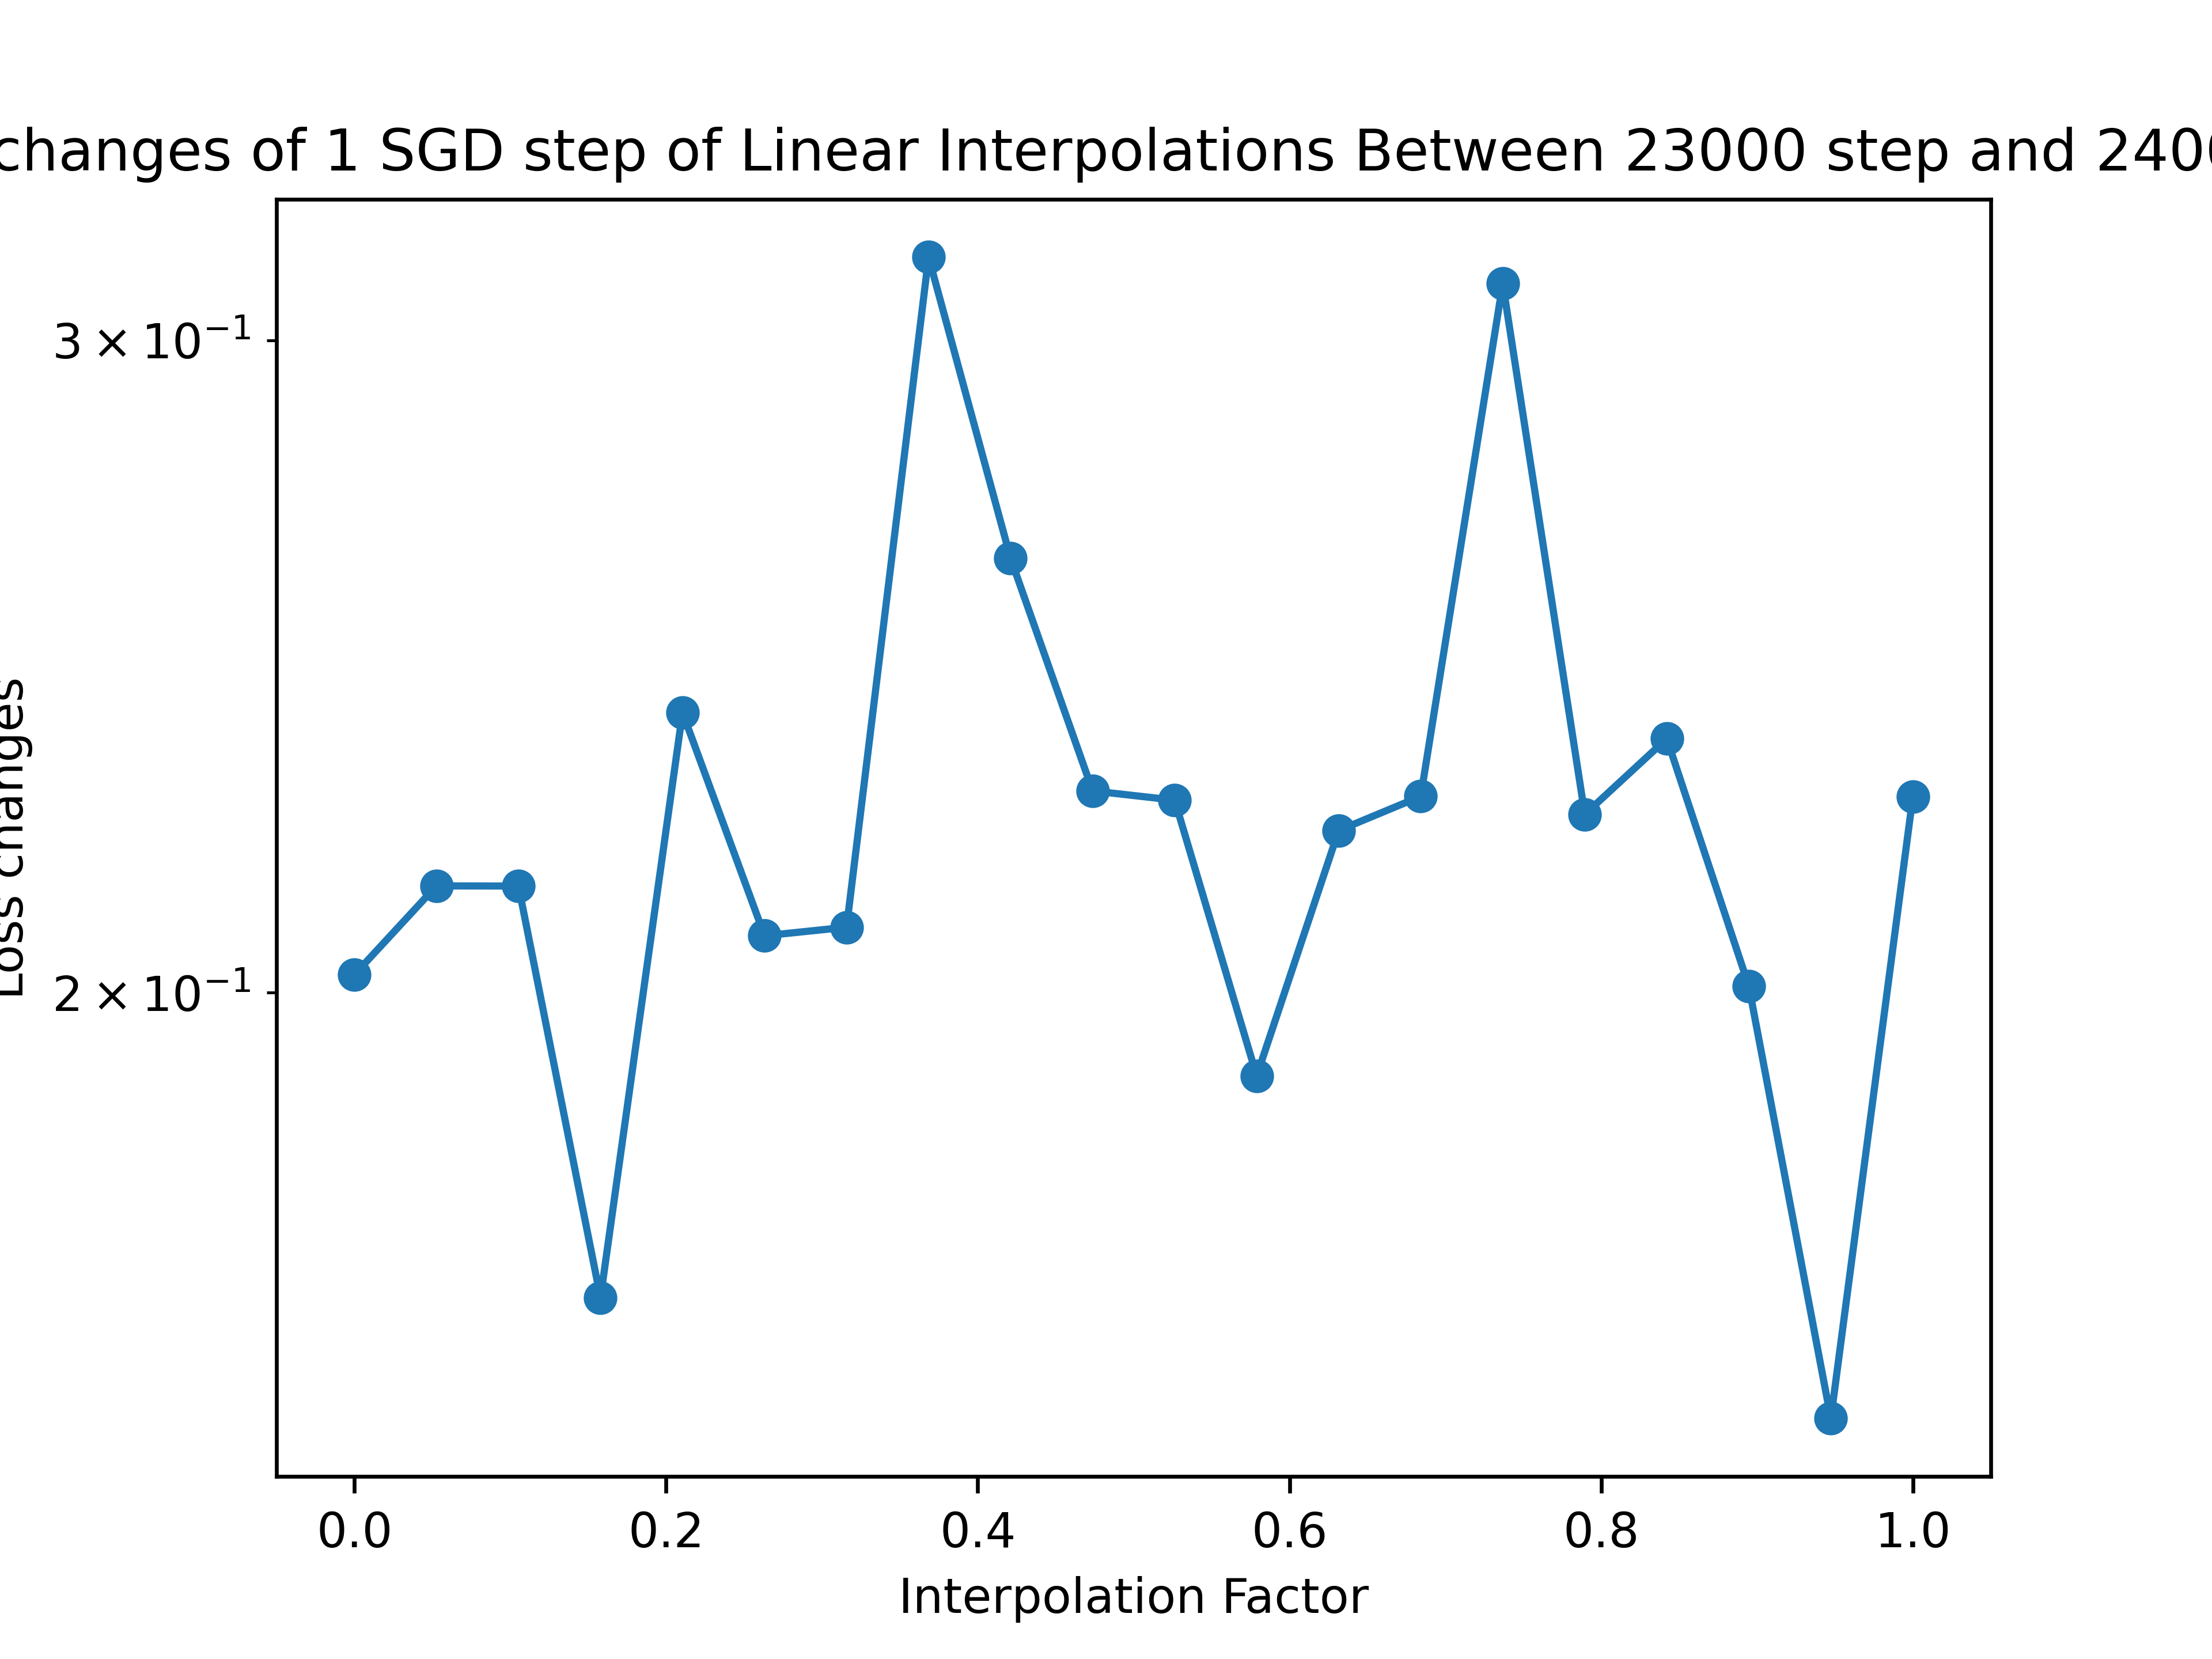 changes of 1 SGD step of Linear Interpolations Between 23000 step and 240
3 × 10⁻¹
2 × 10⁻¹
Loss changes
0.0 0.2 0.4 0.6 0.8 1.0
Interpolation Factor